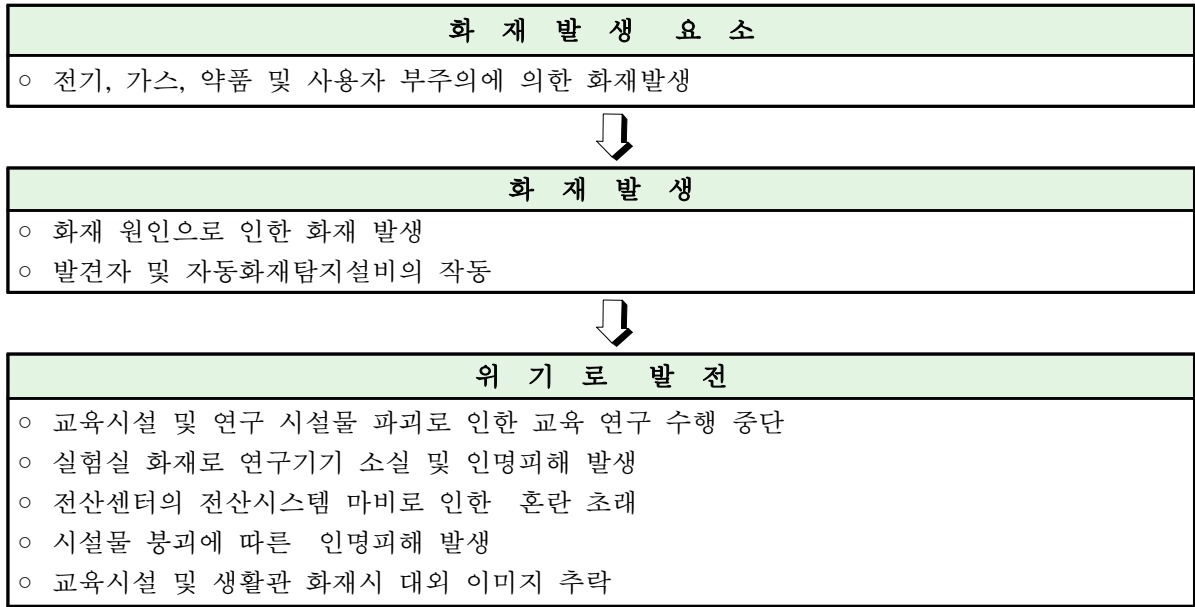 화 재 발 생 요 소
○ 전기, 가스, 약품 및 사용자 부주의에 의한 화재발생
화 재 발 생
○ 화재 원인으로 인한 화재 발생
○ 발견자 및 자동화재탐지설비의 작동
위 기 로 발 전
○ 교육시설 및 연구 시설물 파괴로 인한 교육 연구 수행 중단
○ 실험실 화재로 연구기기 소실 및 인명피해 발생
○ 전산센터의 전산시스템 마비로 인한 혼란 초래
○ 시설물 붕괴에 따른 인명피해 발생
○ 교육시설 및 생활관 화재시 대외 이미지 추락